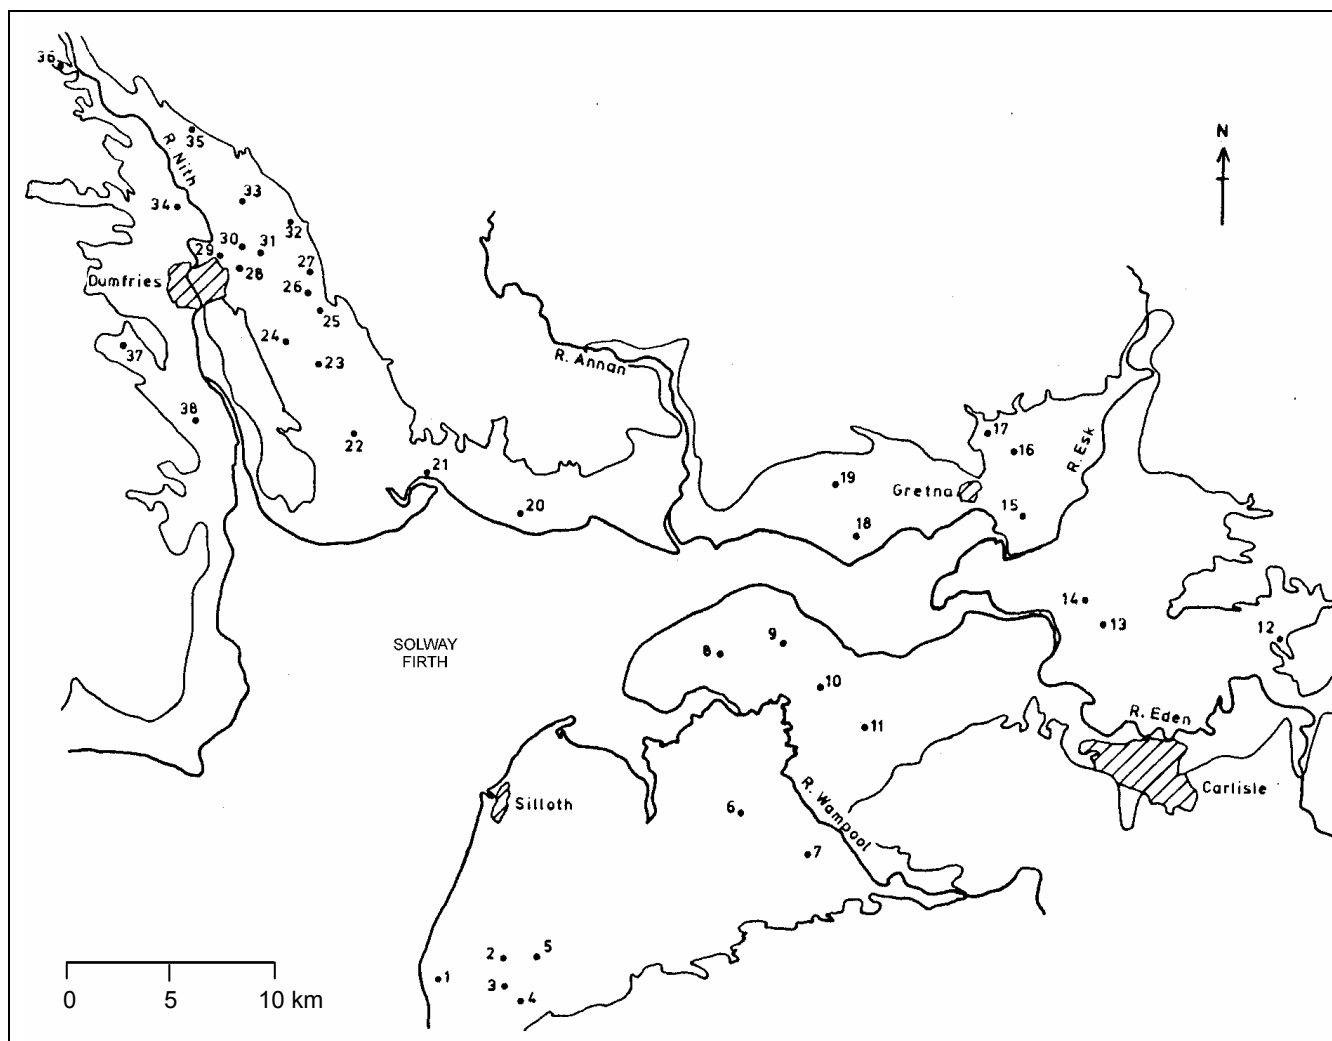 36
N
35
R. Nith
33
34
32
30
31
29
27
28
Dumfries
26
25
24
37
23
R. Annan
38
22
17
16
R. Esk
21
19
Gretna
20
15
18
14
13
12
SOLWAY
FIRTH
9
8
10
R. Eden
11
Carlisle
Silloth
6
R. Wampool
7
2
5
1
3
4
0 5 10 km